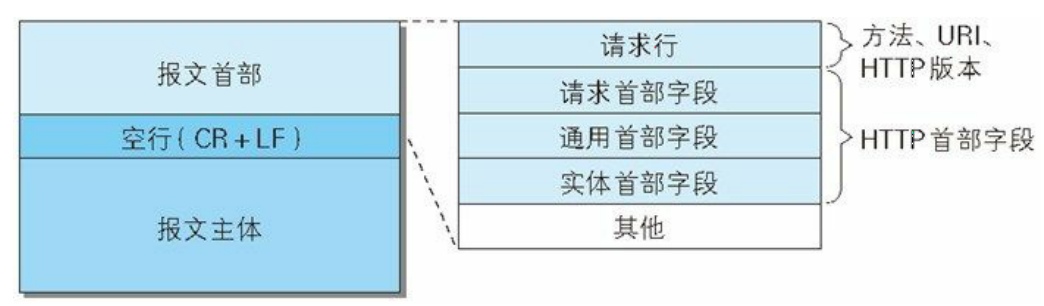 报文首部
空行(CR+LF)
报文主体
请求行
请求首部字段
通用首部字段
实体首部字段
其他
方法、URI、
HTTP版本
HTTP首部字段